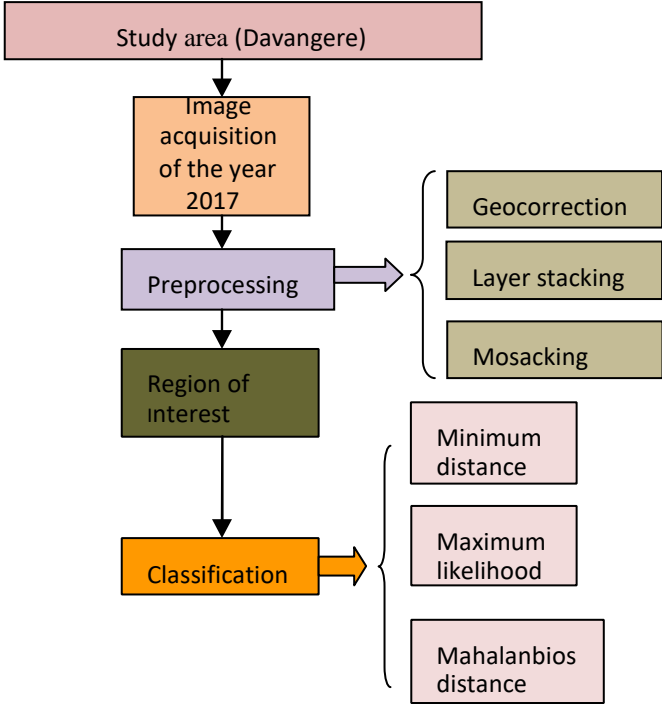 Study area (Davangere)
Image
acquisition
of the year
2017
Preprocessing
Geocorrection
Layer stacking
Mosacking
Region of
interest
Classification
Minimum
distance
Maximum
likelihood
Mahalanbios
distance